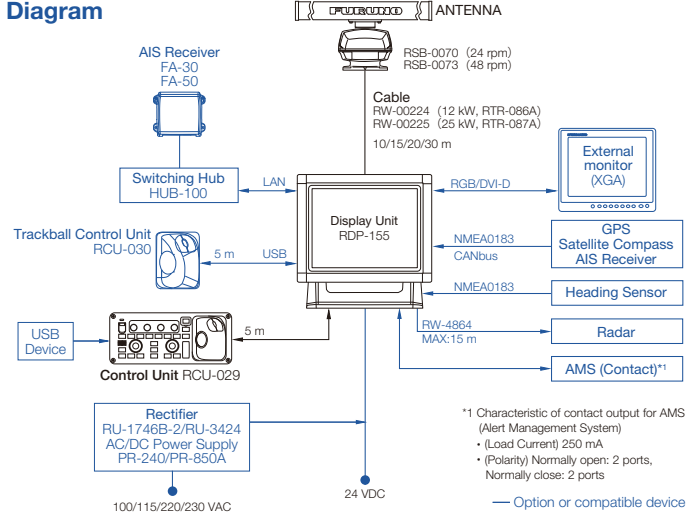 Diagram
FURUNO
ANTENNA
RSB-0070 (24 rpm)
RSB-0073 (48 rpm)
AIS Receiver
FA-30
FA-50
Cable
RW-00224 (12 kW, RTR-086A)
RW-00225 (25 kW, RTR-087A)
10/15/20/30 m
Switching Hub
HUB-100
LAN
RGB/DVI-D
External
monitor
(XGA)
Display Unit
RDP-155
Trackball Control Unit
RCU-030
5 m
USB
NMEA0183
CANbus
GPS
Satellite Compass
AIS Receiver
NMEA0183
Heading Sensor
USB
Device
5 m
Control Unit RCU-029
RW-4864
MAX:15 m
Radar
AMS (Contact)*1
Rectifier
RU-1746B-2/RU-3424
AC/DC Power Supply
PR-240/PR-850A
100/115/220/230 VAC
24 VDC
*1 Characteristic of contact output for AMS
(Alert Management System)
• (Load Current) 250 mA
• (Polarity) Normally open: 2 ports,
Normally close: 2 ports
— Option or compatible device